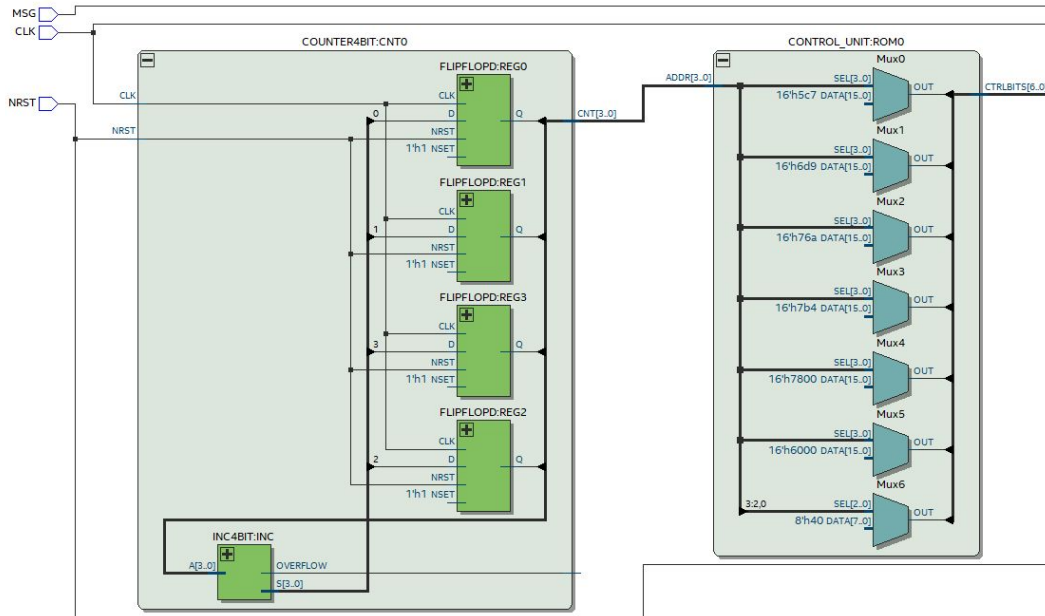 MSG
CLK
NRST
COUNTER4BIT:CNT0
CLK
NRST
FLIPFLOPD:REG0
CLK
D
NRST
1'h1 NSET
Q
0
FLIPFLOPD:REG1
CLK
D
NRST
1'h1 NSET
Q
1
FLIPFLOPD:REG3
CLK
D
NRST
1'h1 NSET
Q
3
FLIPFLOPD:REG2
CLK
D
NRST
1'h1 NSET
Q
2
INC4BIT:INC
A[3..0]
OVERFLOW
S[3..0]
CNT[3..0]
ADDR[3..0]
CONTROL_UNIT:ROM0
Mux0
SEL[3..0]
16'h5c7 DATA[15..0]
OUT
Mux1
SEL[3..0]
16'h6d9 DATA[15..0]
OUT
Mux2
SEL[3..0]
16'h76a DATA[15..0]
OUT
Mux3
SEL[3..0]
16'h7b4 DATA[15..0]
OUT
Mux4
SEL[3..0]
16'h7800 DATA[15..0]
OUT
Mux5
SEL[3..0]
16'h6000 DATA[15..0]
OUT
Mux6
3:2,0
SEL[2..0]
8'h40 DATA[7..0]
OUT
CTRLBITS[6..0]